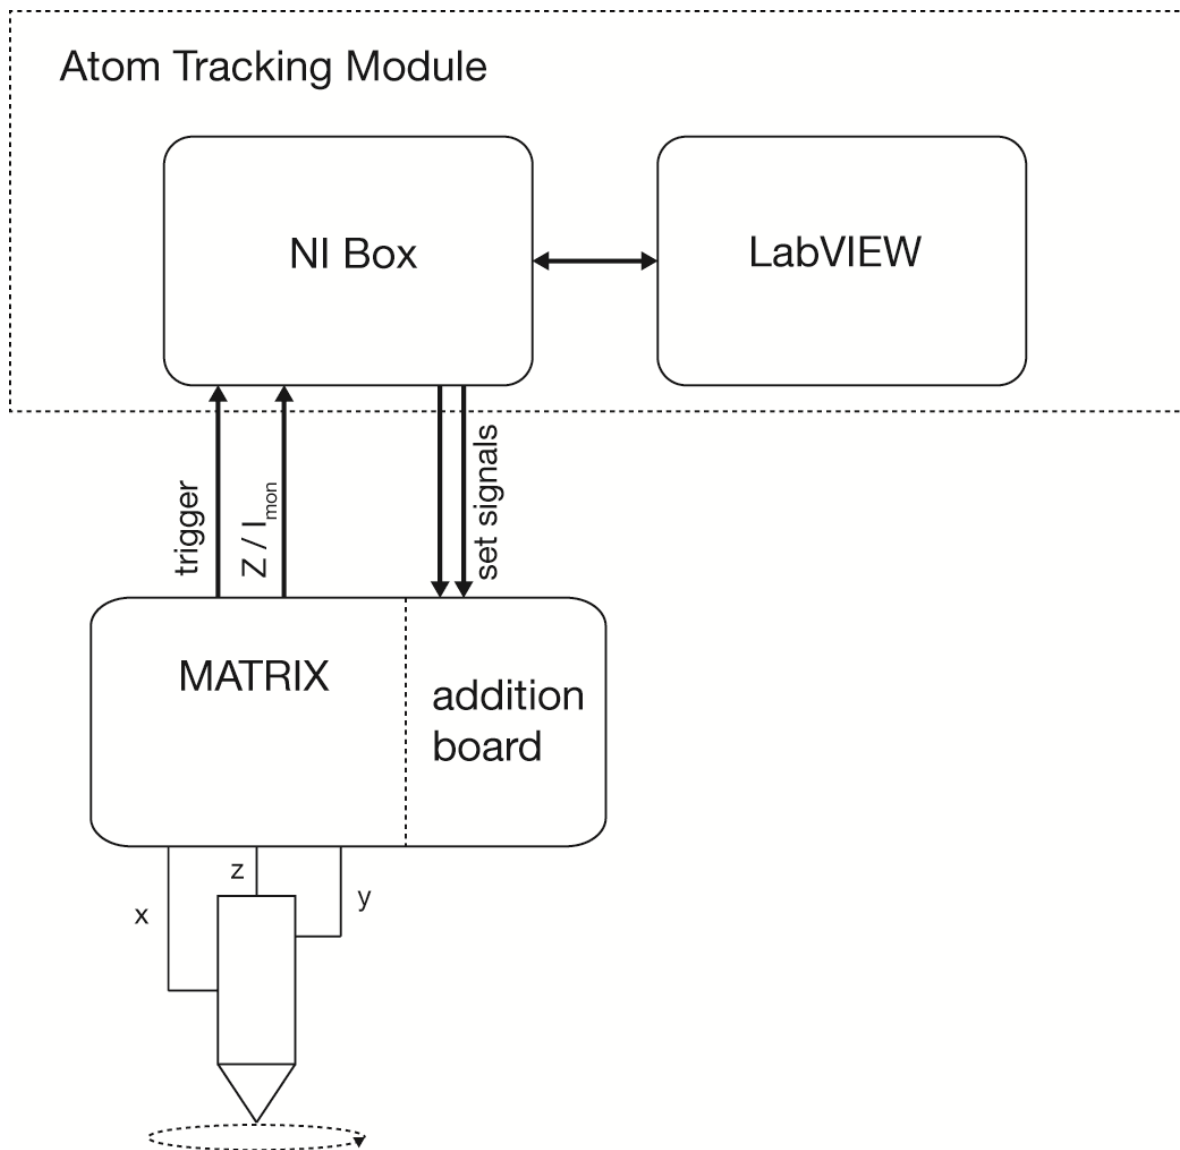 Atom Tracking Module
NI Box
LabVIEW
trigger
Z / Imon
set signals
MATRIX
addition
board
z
x
y